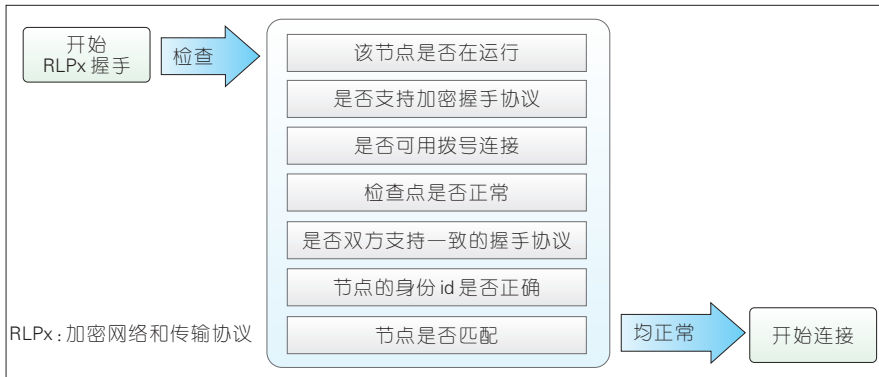 开始
RLPx 握手
检查
该节点是否在运行
是否支持加密握手协议
是否可用拨号连接
检查点是否正常
是否双方支持一致的握手协议
节点的身份 id 是否正确
节点是否匹配
RLPx：加密网络和传输协议
均正常
开始连接